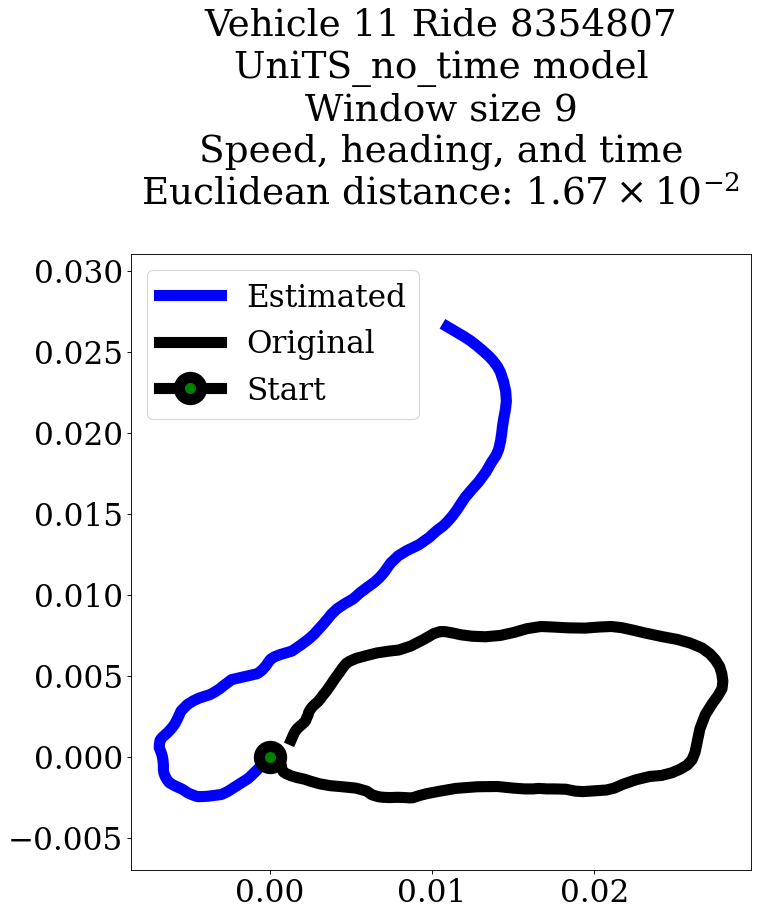 Vehicle 11 Ride 8354807
UniTS_no_time model
Window size 9
Speed, heading, and time
Euclidean distance: 1.67 × 10⁻²
0.030
0.025
0.020
0.015
0.010
0.005
0.000
−0.005
Estimated
Original
Start
0.00 0.01 0.02